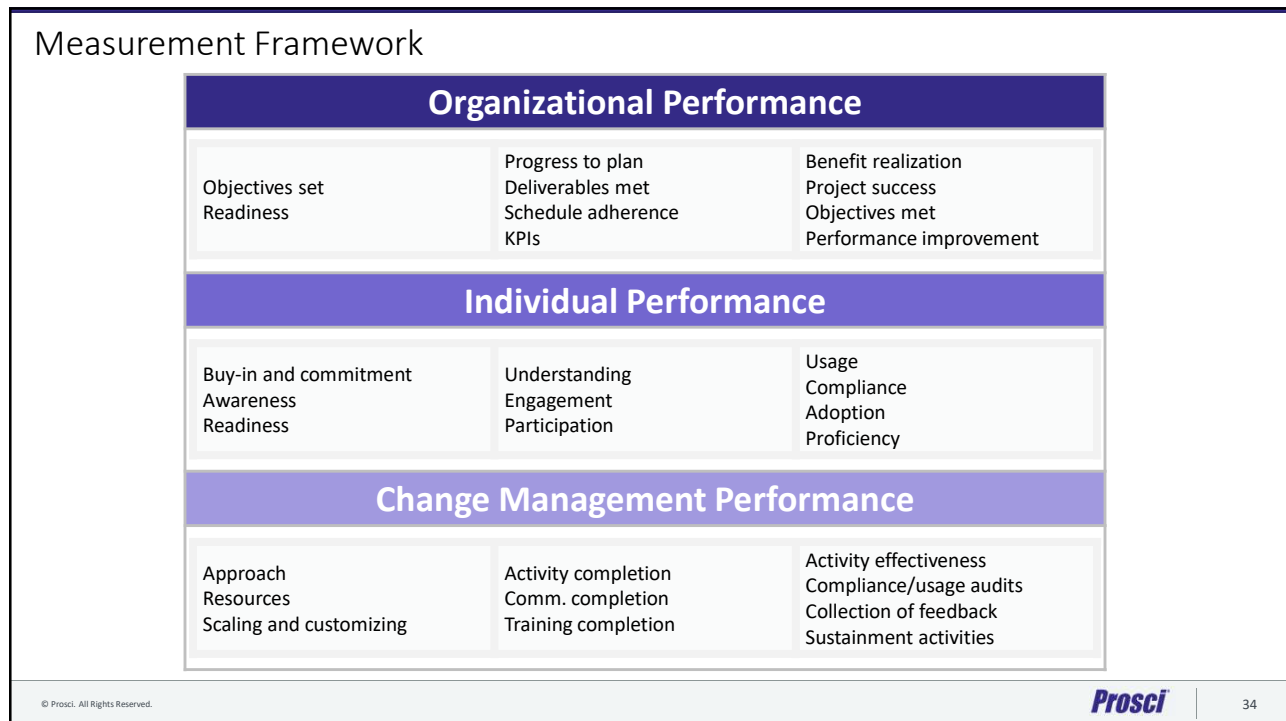 Measurement Framework
Organizational Performance
Objectives set
Readiness
Progress to plan
Deliverables met
Schedule adherence
KPIs
Benefit realization
Project success
Objectives met
Performance improvement
Individual Performance
Buy-in and commitment
Awareness
Readiness
Understanding
Engagement
Participation
Usage
Compliance
Adoption
Proficiency
Change Management Performance
Approach
Resources
Scaling and customizing
Activity completion
Comm. completion
Training completion
Activity effectiveness
Compliance/usage audits
Collection of feedback
Sustainment activities
© Prosci. All Rights Reserved.
Prosci
34